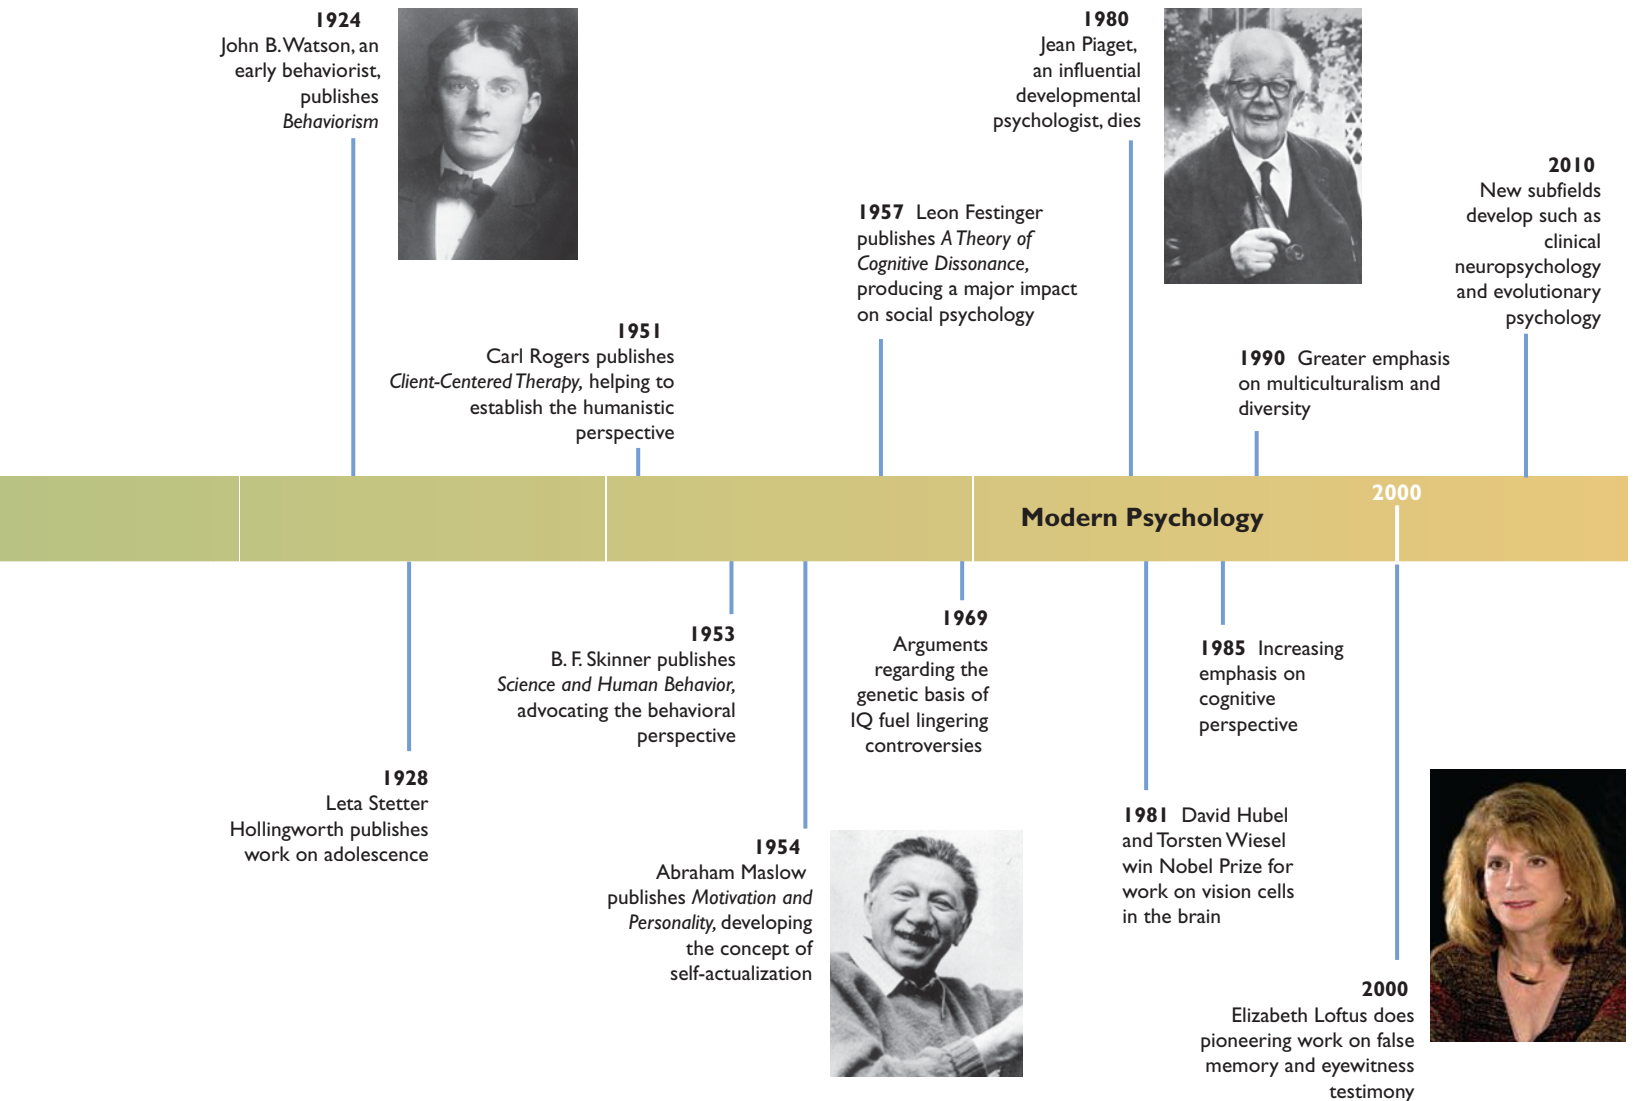 1924
John B. Watson, an
early behaviorist,
publishes
Behaviorism
1980
Jean Piaget,
an influential
developmental
psychologist, dies
2010
New subfields
develop such as
clinical
neuropsychology
and evolutionary
psychology
1957 Leon Festinger
publishes A Theory of
Cognitive Dissonance,
producing a major impact
on social psychology
1951
Carl Rogers publishes
Client-Centered Therapy, helping to
establish the humanistic
perspective
1990 Greater emphasis
on multiculturalism and
diversity
2000
Modern Psychology
1928
Leta Stetter
Hollingworth publishes
work on adolescence
1953
B. F. Skinner publishes
Science and Human Behavior,
advocating the behavioral
perspective
1954
Abraham Maslow
publishes Motivation and
Personality, developing
the concept of
self-actualization
1969
Arguments
regarding the
genetic basis of
IQ fuel lingering
controversies
1981 David Hubel
and Torsten Wiesel
win Nobel Prize for
work on vision cells
in the brain
1985 Increasing
emphasis on
cognitive
perspective
2000
Elizabeth Loftus does
pioneering work on false
memory and eyewitness
testimony